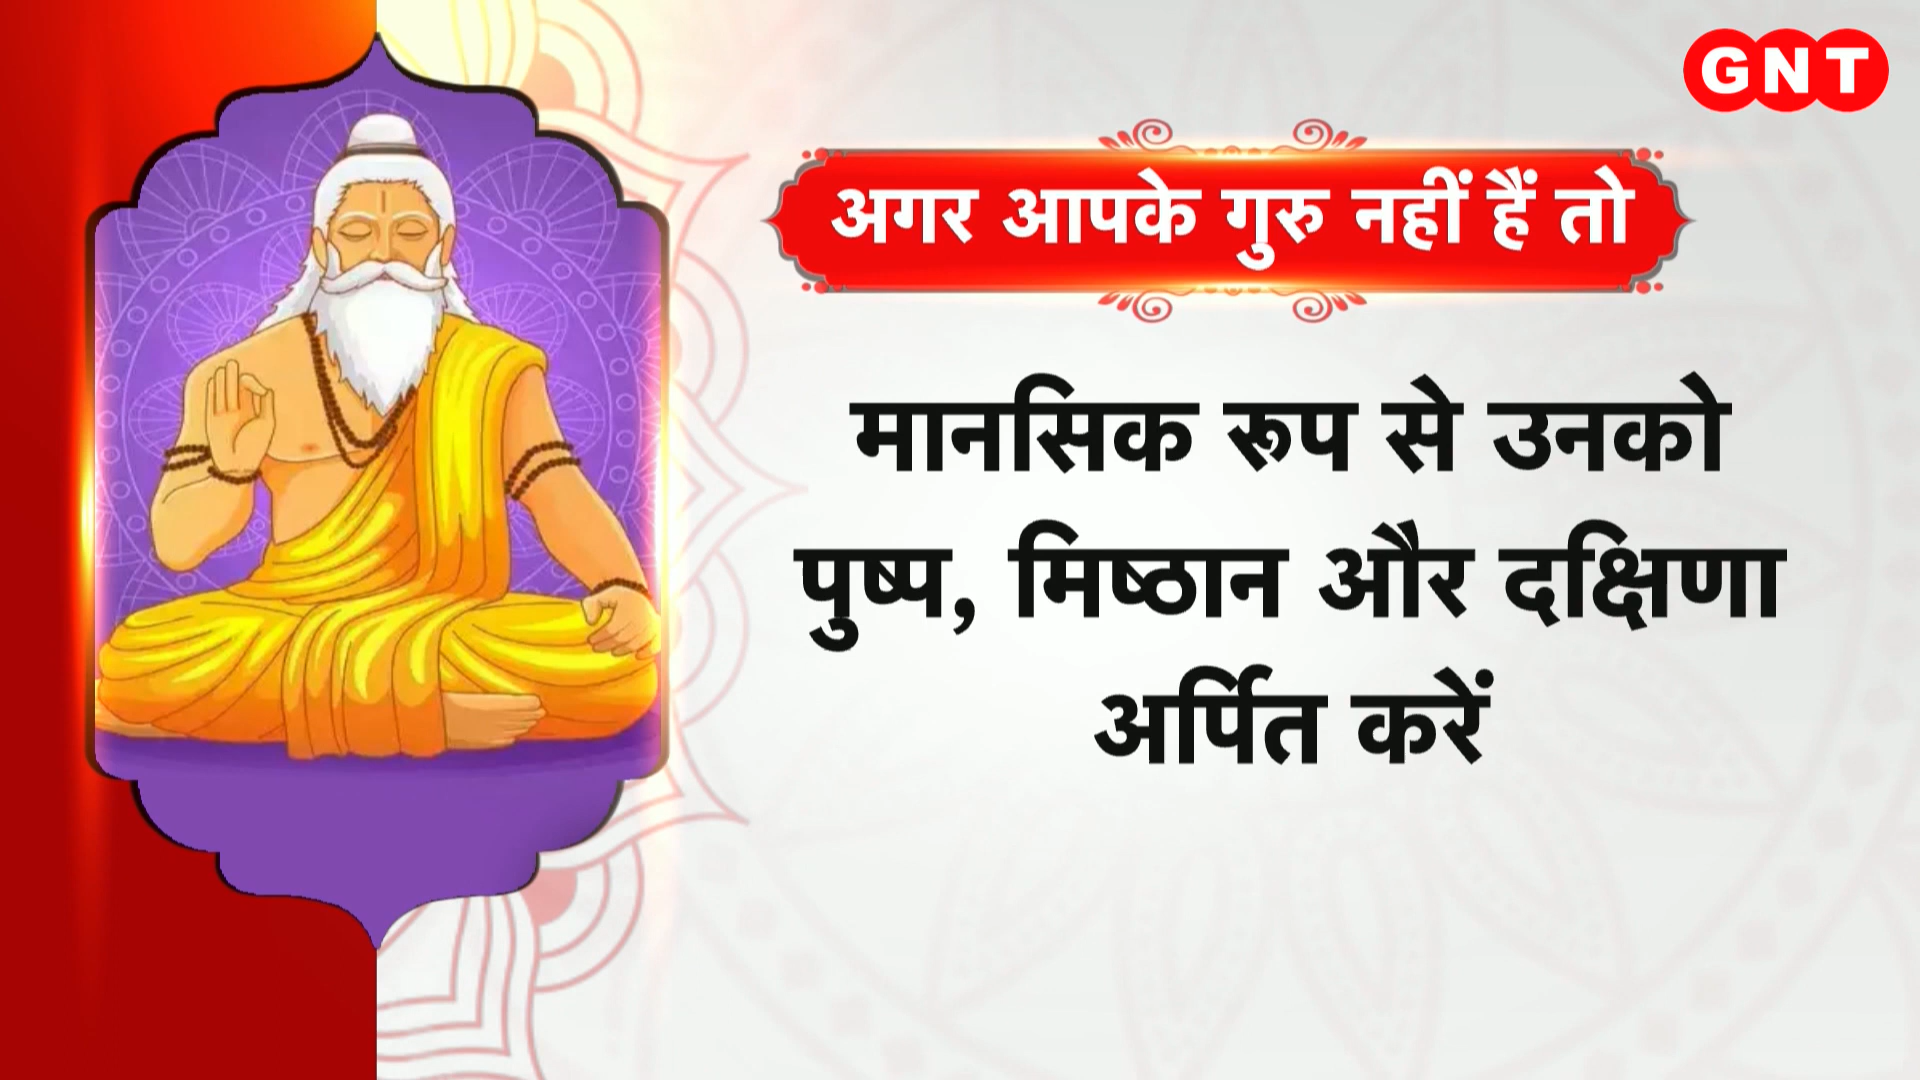 GNT
अगर आपके गुरु नहीं हैं तो
मानसिक रूप से उनको
पुष्प, मिष्ठान और दक्षिणा
अर्पित करें